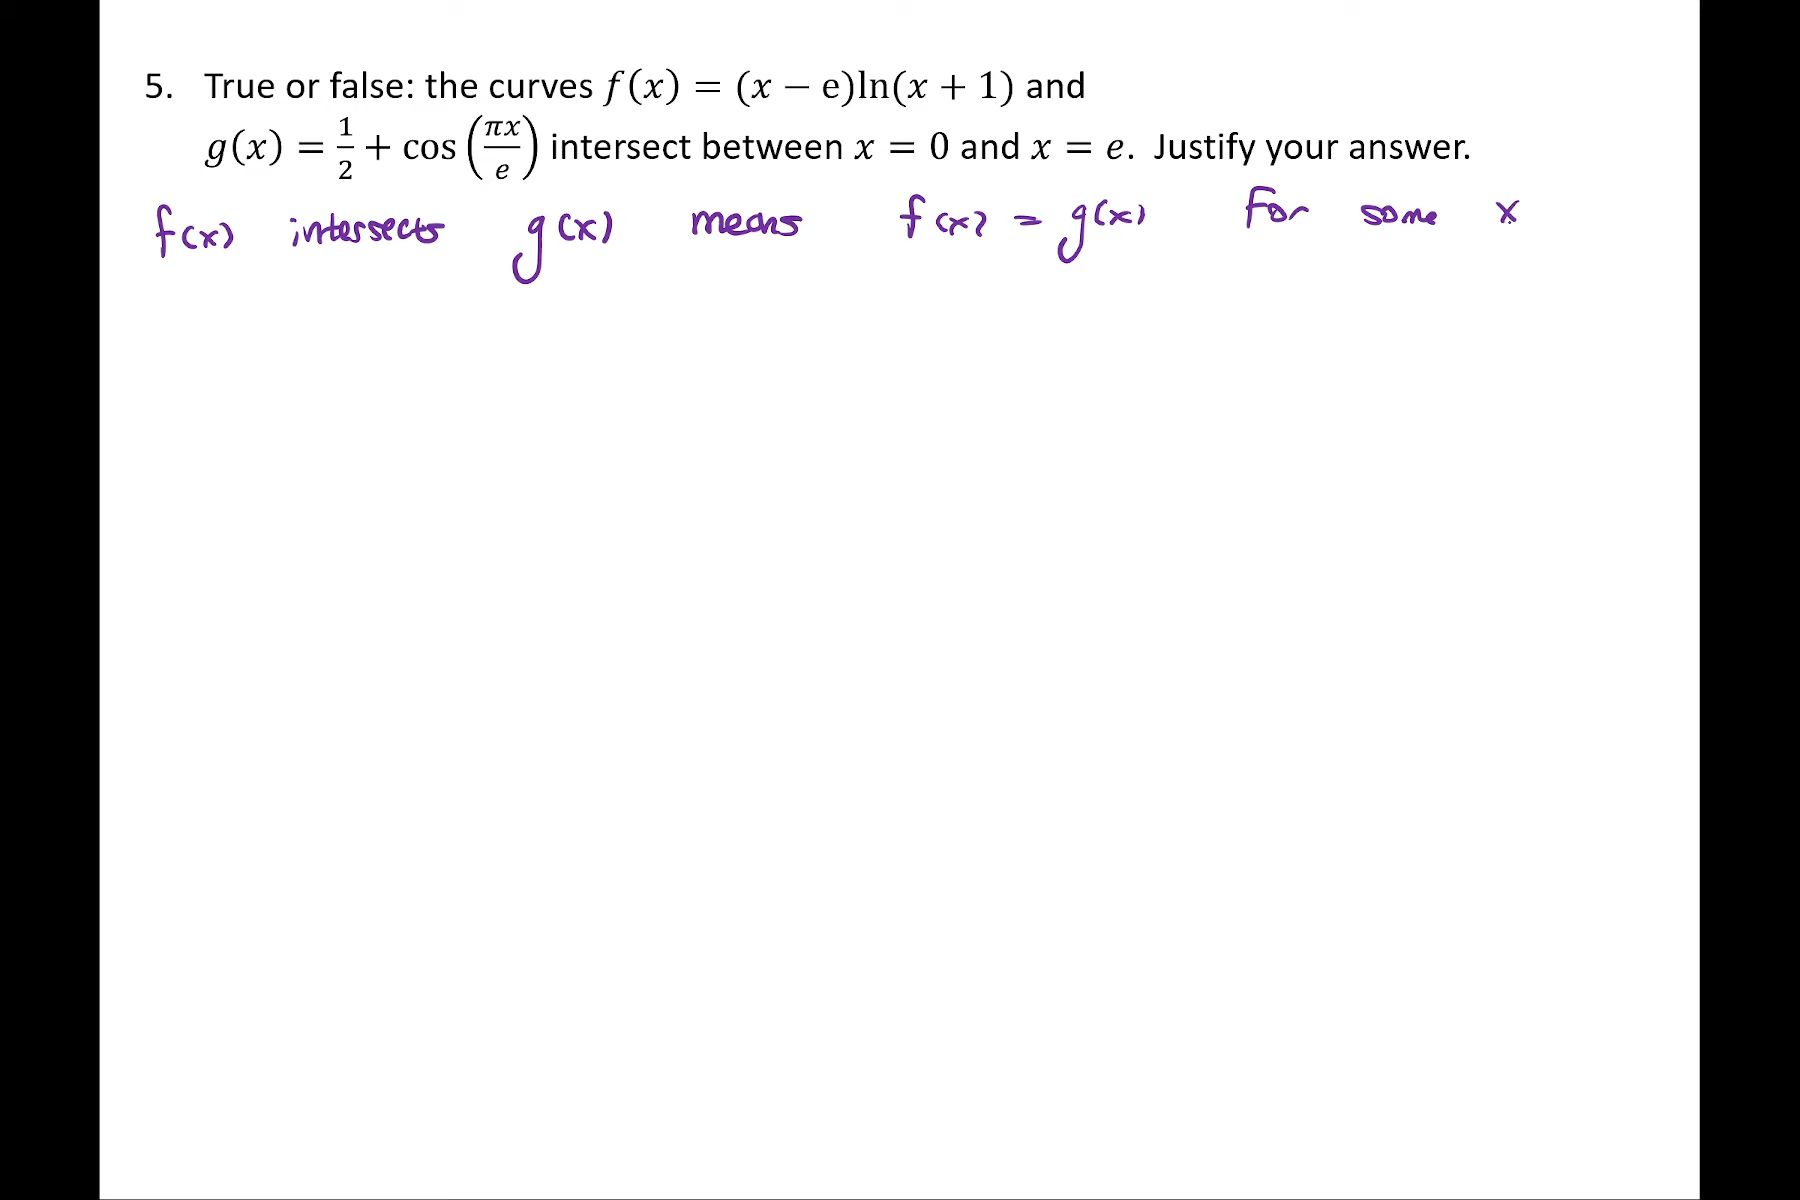 5. True or false: the curves f(x) = (x − e)ln(x + 1) and
g(x) = 1/2 + cos(πx/e) intersect between x = 0 and x = e. Justify your answer.
f(x) intersects g(x) means f(x) = g(x) for some x